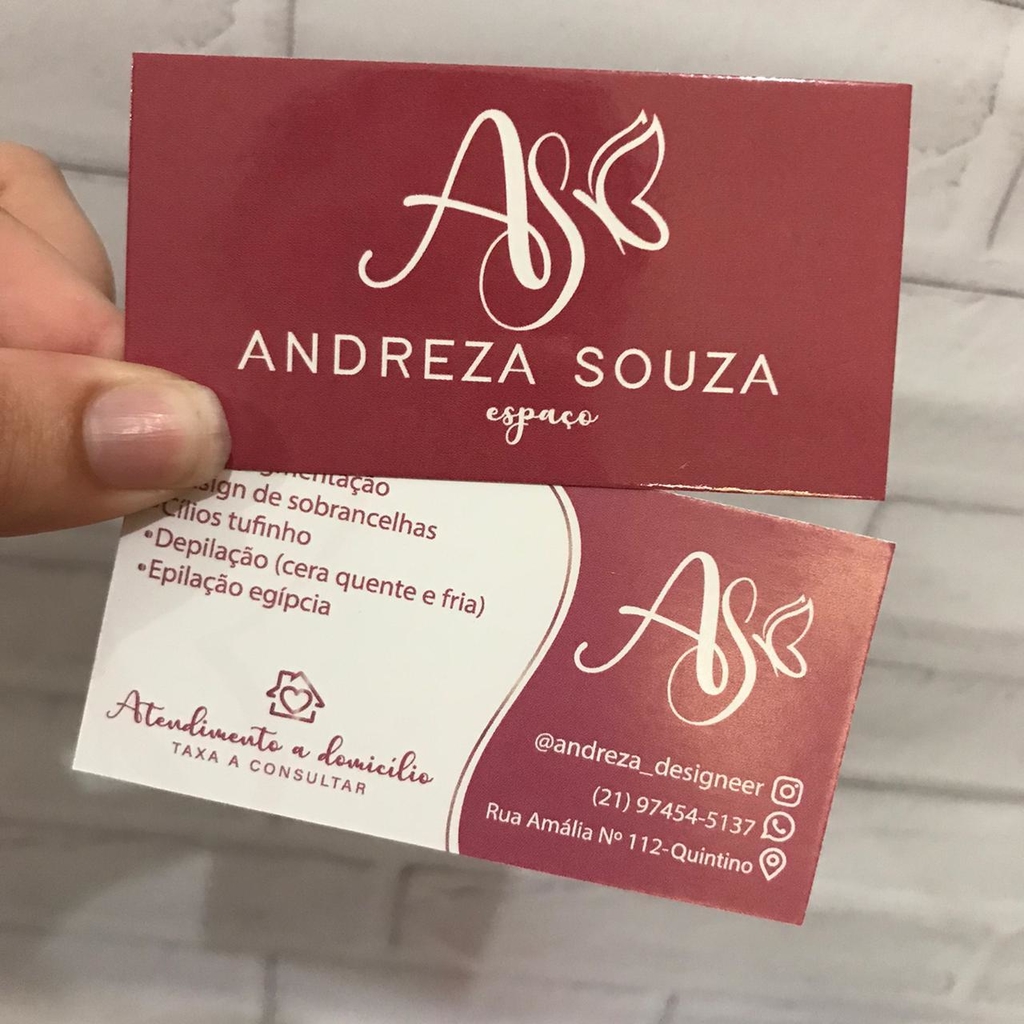 AS
ANDREZA SOUZA
espaço
de sobrancelhas
Cílios tufinho
•Depilação (cera quente e fria)
•Epilação egípcia
Atendimento a domicílio
TAXA A CONSULTAR
AS
@andreza_designeer
(21) 97454-5137
Rua Amália Nº 112-Quintino